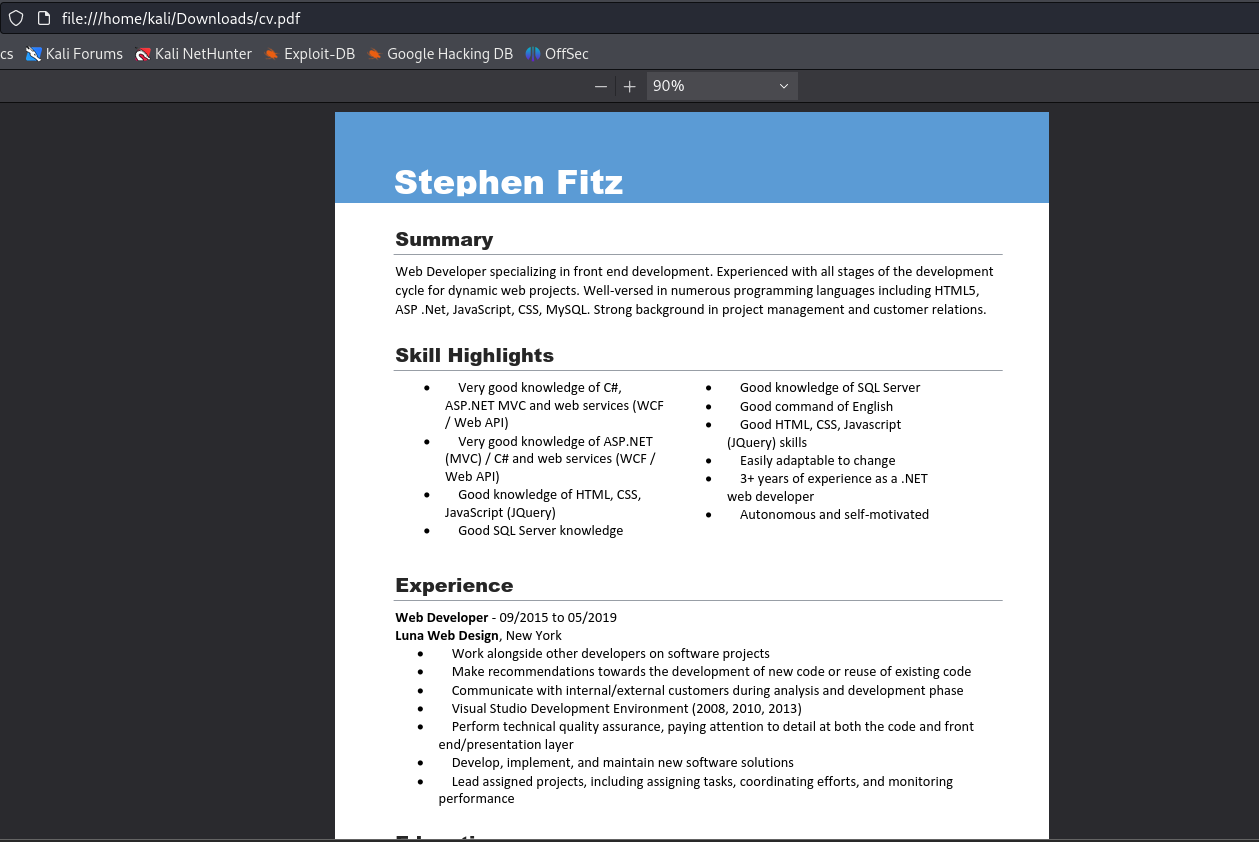 file:///home/kali/Downloads/cv.pdf
cs Kali Forums Kali NetHunter Exploit-DB Google Hacking DB OffSec
90%
Stephen Fitz
Summary
Web Developer specializing in front end development. Experienced with all stages of the development
cycle for dynamic web projects. Well-versed in numerous programming languages including HTML5,
ASP .Net, JavaScript, CSS, MySQL. Strong background in project management and customer relations.
Skill Highlights
• Very good knowledge of C#,
ASP.NET MVC and web services (WCF
/ Web API)
• Very good knowledge of ASP.NET
(MVC) / C# and web services (WCF /
Web API)
• Good knowledge of HTML, CSS,
JavaScript (JQuery)
• Good SQL Server knowledge
• Good knowledge of SQL Server
• Good command of English
• Good HTML, CSS, Javascript
(JQuery) skills
• Easily adaptable to change
• 3+ years of experience as a .NET
web developer
• Autonomous and self-motivated
Experience
Web Developer - 09/2015 to 05/2019
Luna Web Design, New York
• Work alongside other developers on software projects
• Make recommendations towards the development of new code or reuse of existing code
• Communicate with internal/external customers during analysis and development phase
• Visual Studio Development Environment (2008, 2010, 2013)
• Perform technical quality assurance, paying attention to detail at both the code and front
end/presentation layer
• Develop, implement, and maintain new software solutions
• Lead assigned projects, including assigning tasks, coordinating efforts, and monitoring
performance